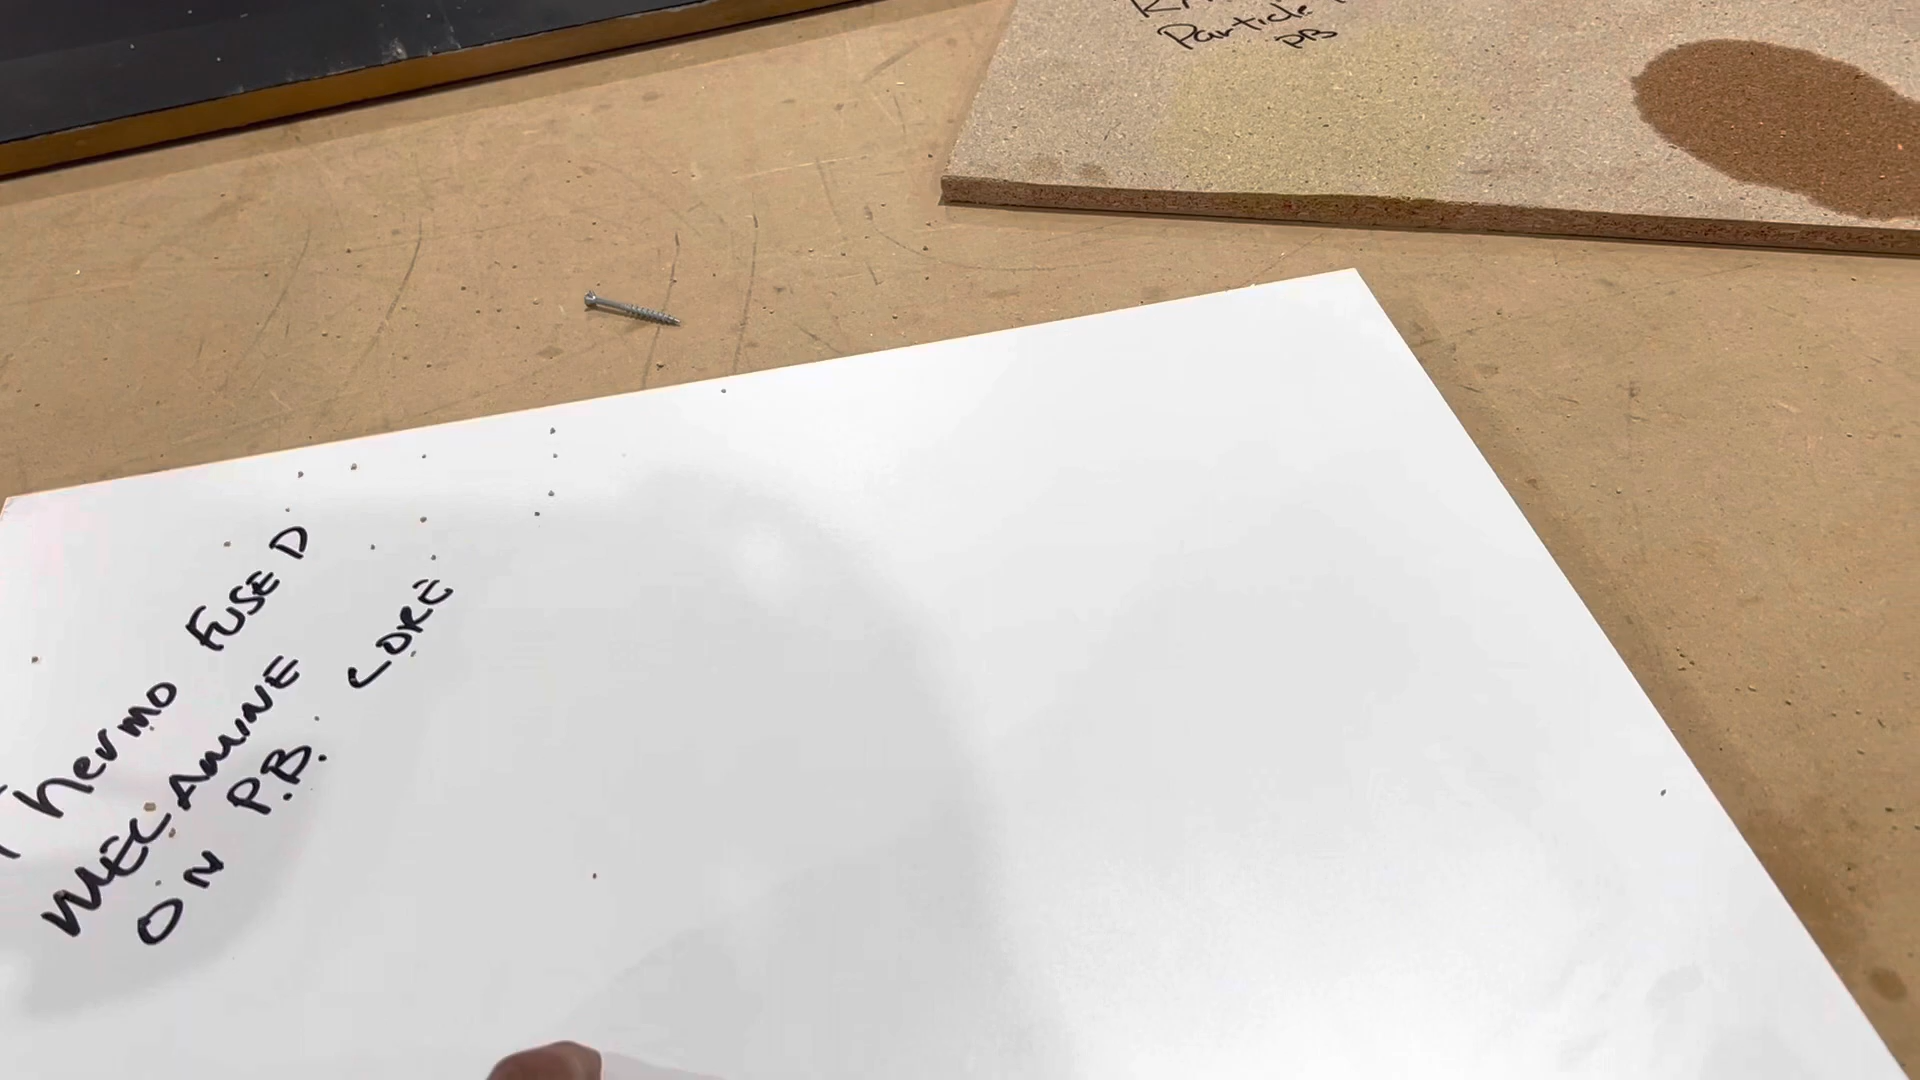 Particle
PB
Thermo FUSED
MELAMINE
ON P.B. CORE